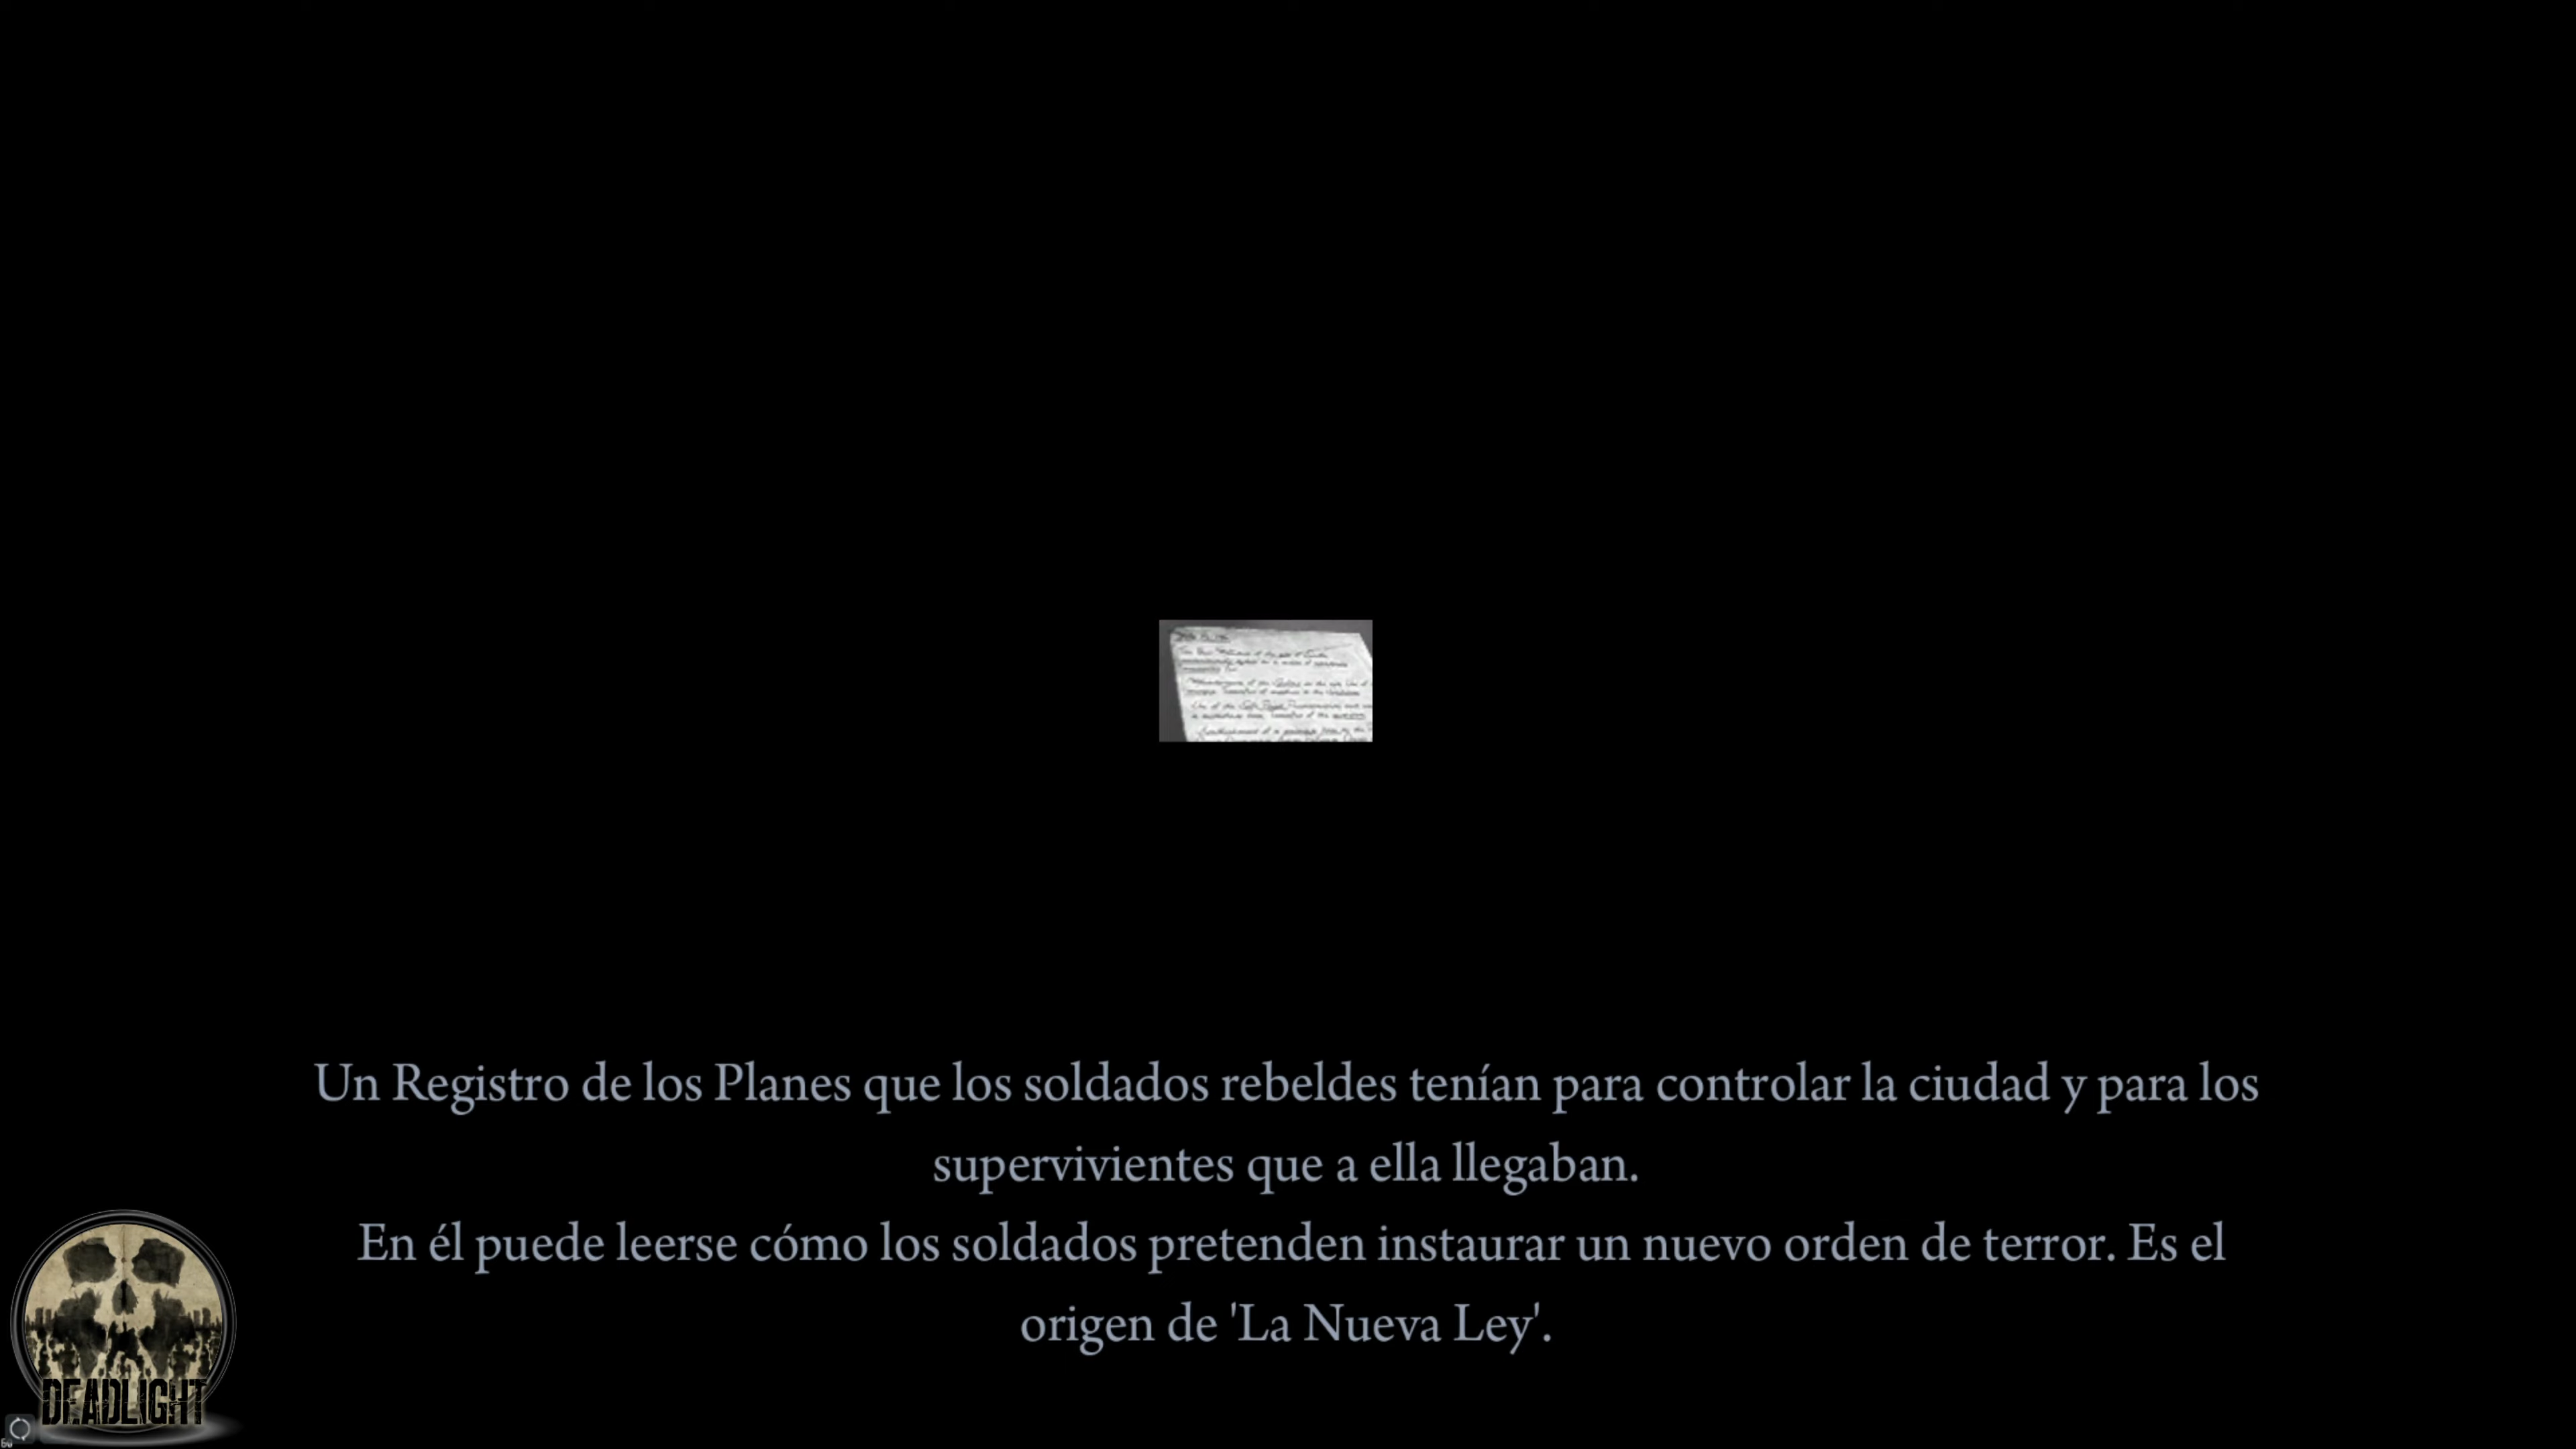 Un Registro de los Planes que los soldados rebeldes tenían para controlar la ciudad y para los
supervivientes que a ella llegaban.
En él puede leerse cómo los soldados pretenden instaurar un nuevo orden de terror. Es el
origen de 'La Nueva Ley'.
DEADLIGHT